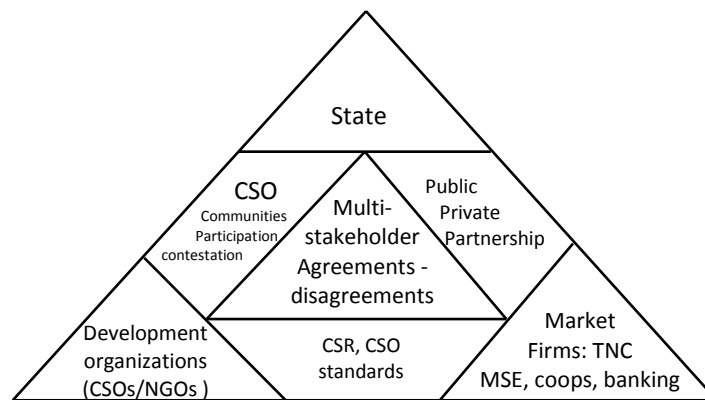 State
CSO
Communities
Participation
contestation
Multi-
stakeholder
Agreements -
disagreements
Public
Private
Partnership
Development
organizations
(CSOs/NGOs )
CSR, CSO
standards
Market
Firms: TNC
MSE, coops, banking